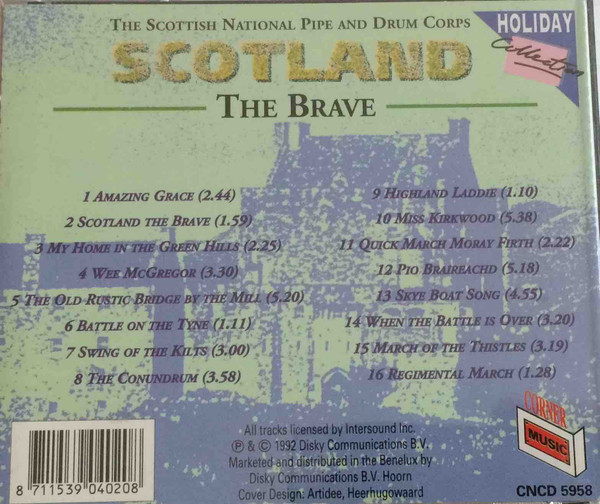 THE SCOTTISH NATIONAL PIPE AND DRUM CORPS
HOLIDAY
Collection
SCOTLAND
THE BRAVE
1 AMAZING GRACE (2.44)
2 SCOTLAND THE BRAVE (1.59)
3 MY HOME IN THE GREEN HILLS (2.25)
4 WEE MCGREGOR (3.30)
5 THE OLD RUSTIC BRIDGE BY THE MILL (5.20)
6 BATTLE ON THE TYNE (1.11)
7 SWING OF THE KILTS (3.00)
8 THE CONUNDRUM (3.58)
9 HIGHLAND LADDIE (1.10)
10 MISS KIRKWOOD (5.38)
11 QUICK MARCH MORAY FIRTH (2.22)
12 PIO BRAIREACHD (5.18)
13 SKYE BOAT SONG (4.55)
14 WHEN THE BATTLE IS OVER (3.20)
15 MARCH OF THE THISTLES (3.19)
16 REGIMENTAL MARCH (1.28)
All tracks licensed by Intersound Inc.
℗ & © 1992 Disky Communications B.V.
Marketed and distributed in the Benelux by
Disky Communications B.V. Hoorn
Cover Design: Artidee, Heerhugowaard
8 711539 040208
CORNER
MUSIC
CNCD 5958